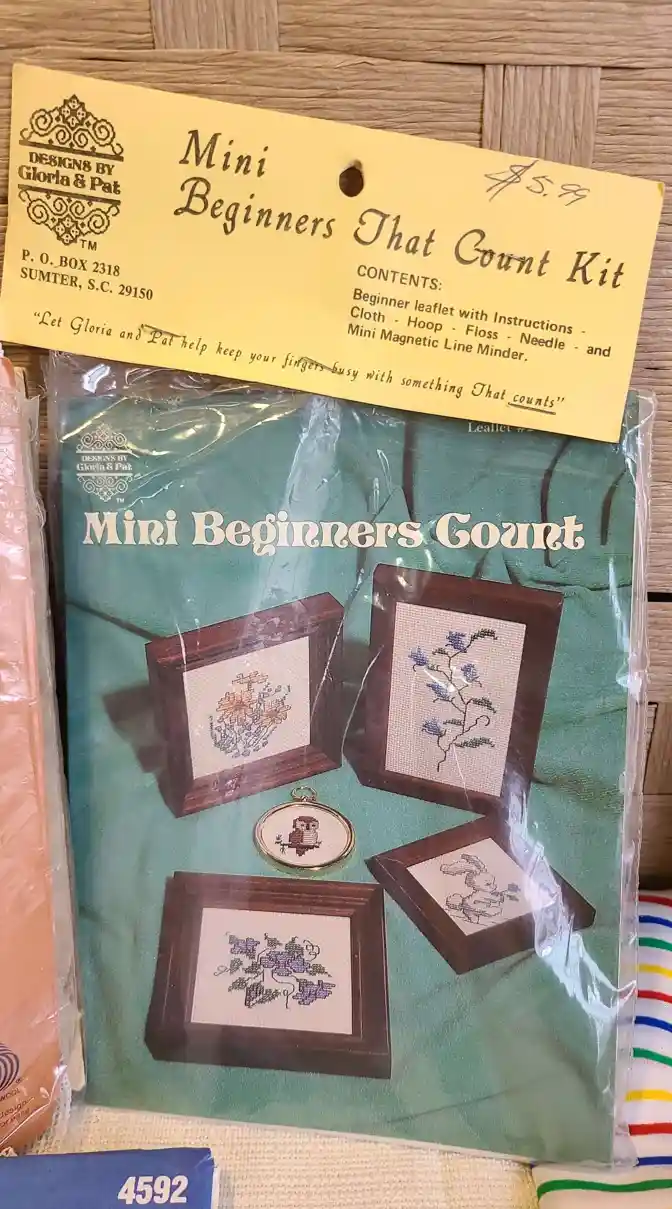 DESIGNS BY
Gloria & Pat
TM
P. O. BOX 2318
SUMTER, S.C. 29150
Mini
Beginners That Count Kit
$5.99
CONTENTS:
Beginner leaflet with Instructions -
Cloth - Hoop - Floss - Needle - and
Mini Magnetic Line Minder.
"Let Gloria and Pat help keep your fingers busy with something That counts"
Leaflet
DESIGNS BY
Gloria & Pat
TM
Mini Beginners Count
4592